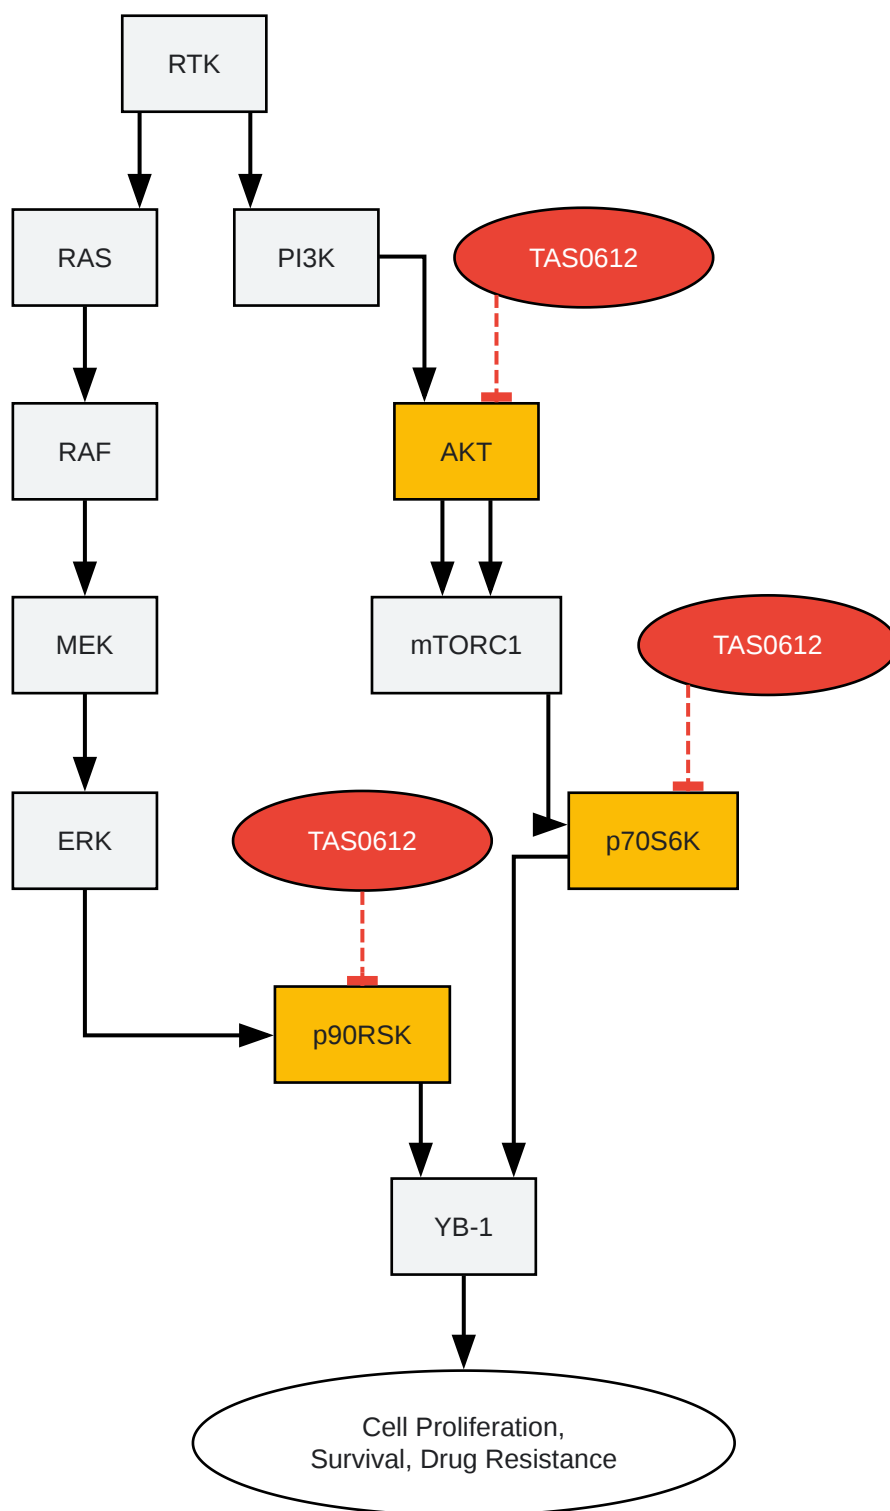 RTK
RAS
PI3K
TAS0612
RAF
AKT
MEK
mTORC1
TAS0612
ERK
TAS0612
p70S6K
p90RSK
YB-1
Cell Proliferation,
Survival, Drug Resistance